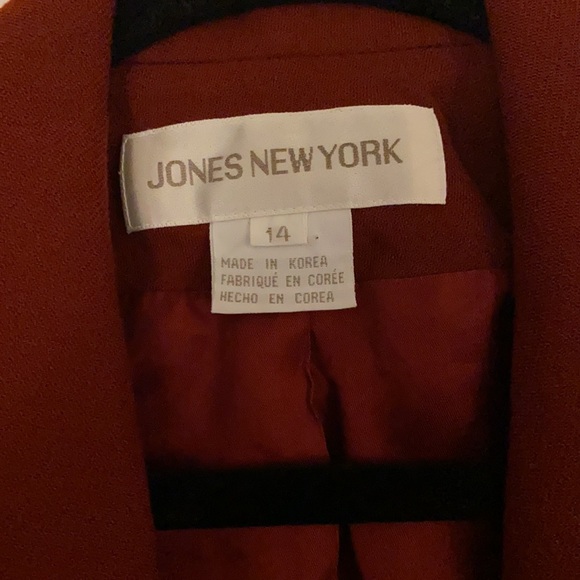 JONES NEW YORK
14
MADE IN KOREA
FABRIQUÉ EN CORÉE
HECHO EN COREA